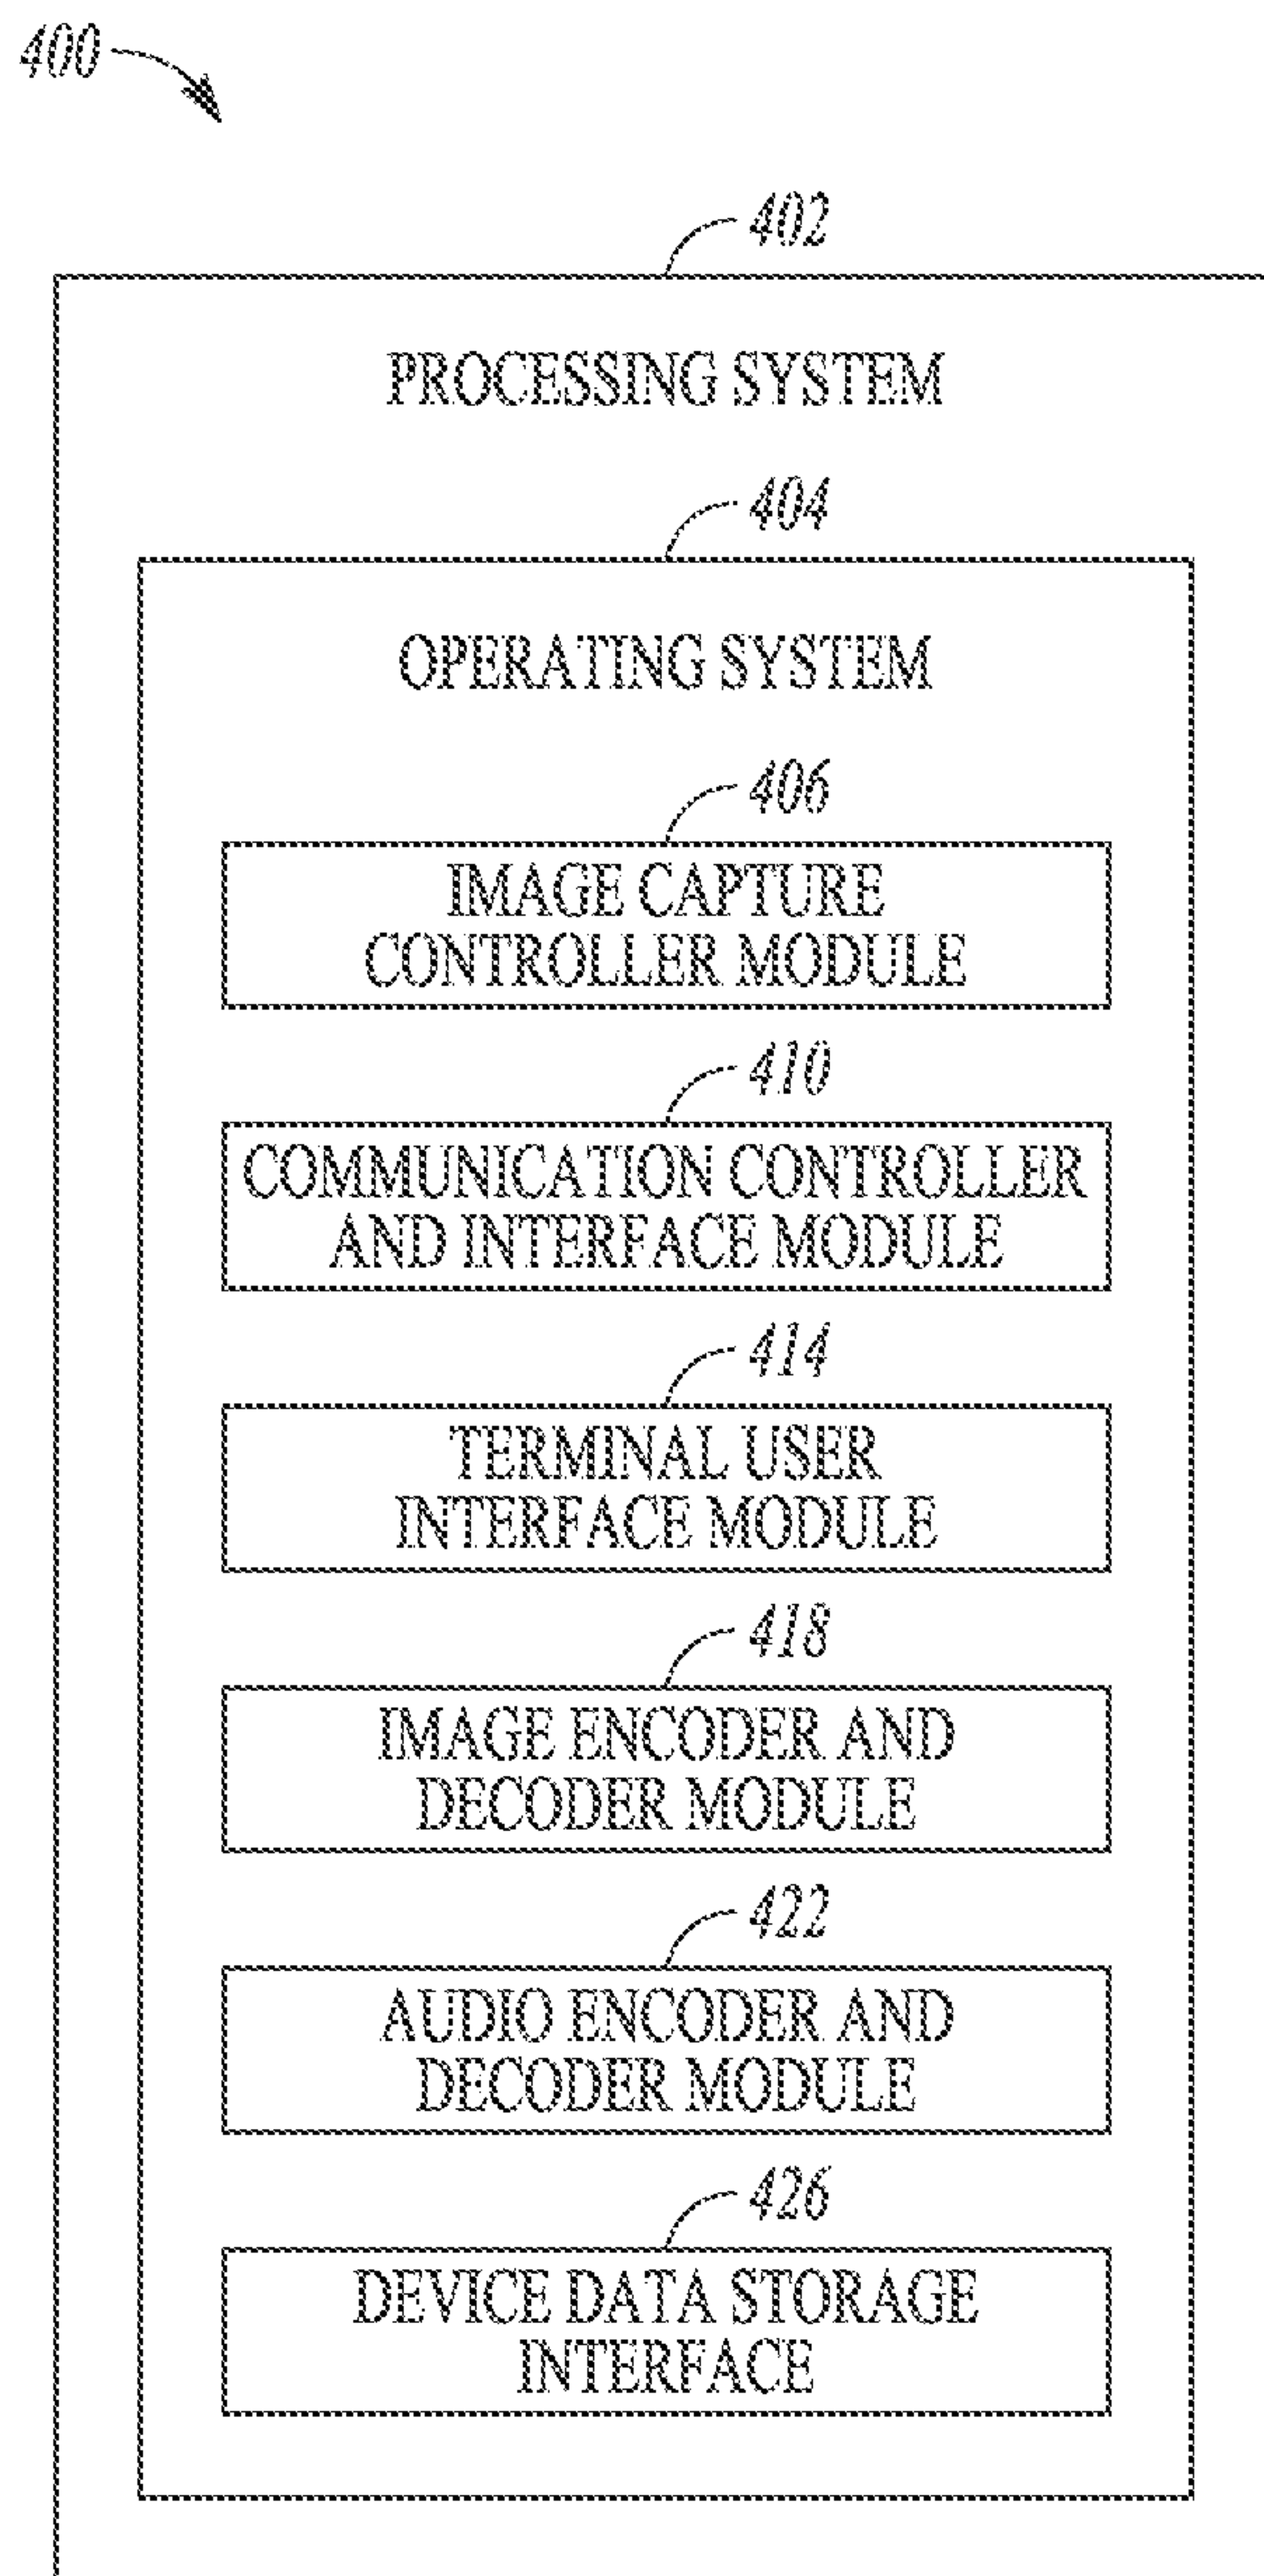 400
402
PROCESSING SYSTEM
404
OPERATING SYSTEM
406
IMAGE CAPTURE
CONTROLLER MODULE
410
COMMUNICATION CONTROLLER
AND INTERFACE MODULE
414
TERMINAL USER
INTERFACE MODULE
418
IMAGE ENCODER AND
DECODER MODULE
422
AUDIO ENCODER AND
DECODER MODULE
426
DEVICE DATA STORAGE
INTERFACE